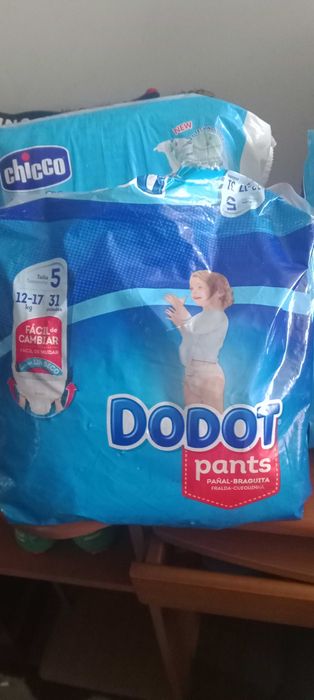 NEW
chicco
Talla 5
12-17 31
kg
FÁCIL de
CAMBIAR
FÁCIL DE MUDAR
5
DODOT
pants
PAÑAL-BRAGUITA
FRALDA-CUEQUINHA